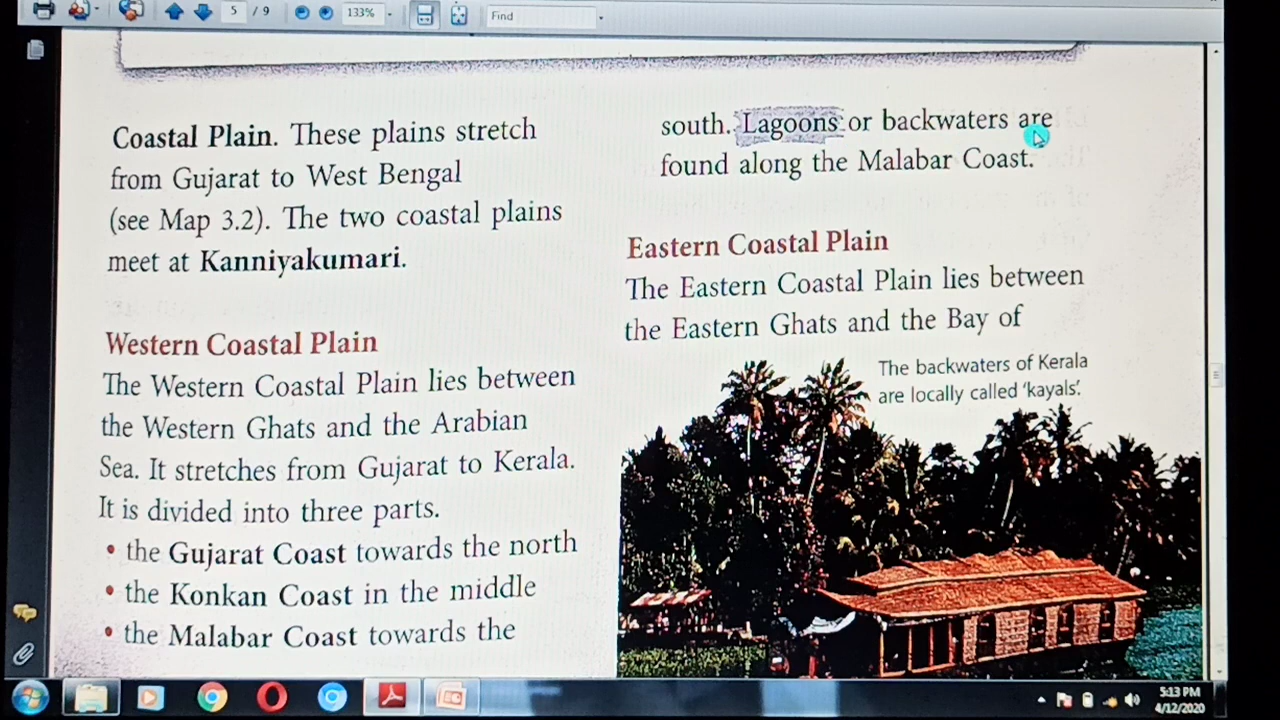 5 / 9
133%
Find
Coastal Plain. These plains stretch
from Gujarat to West Bengal
(see Map 3.2). The two coastal plains
meet at Kanniyakumari.
Western Coastal Plain
The Western Coastal Plain lies between
the Western Ghats and the Arabian
Sea. It stretches from Gujarat to Kerala.
It is divided into three parts.
• the Gujarat Coast towards the north
• the Konkan Coast in the middle
• the Malabar Coast towards the
south. Lagoons or backwaters are
found along the Malabar Coast.
Eastern Coastal Plain
The Eastern Coastal Plain lies between
the Eastern Ghats and the Bay of
The backwaters of Kerala
are locally called 'kayals'.
5:13 PM
4/12/2020